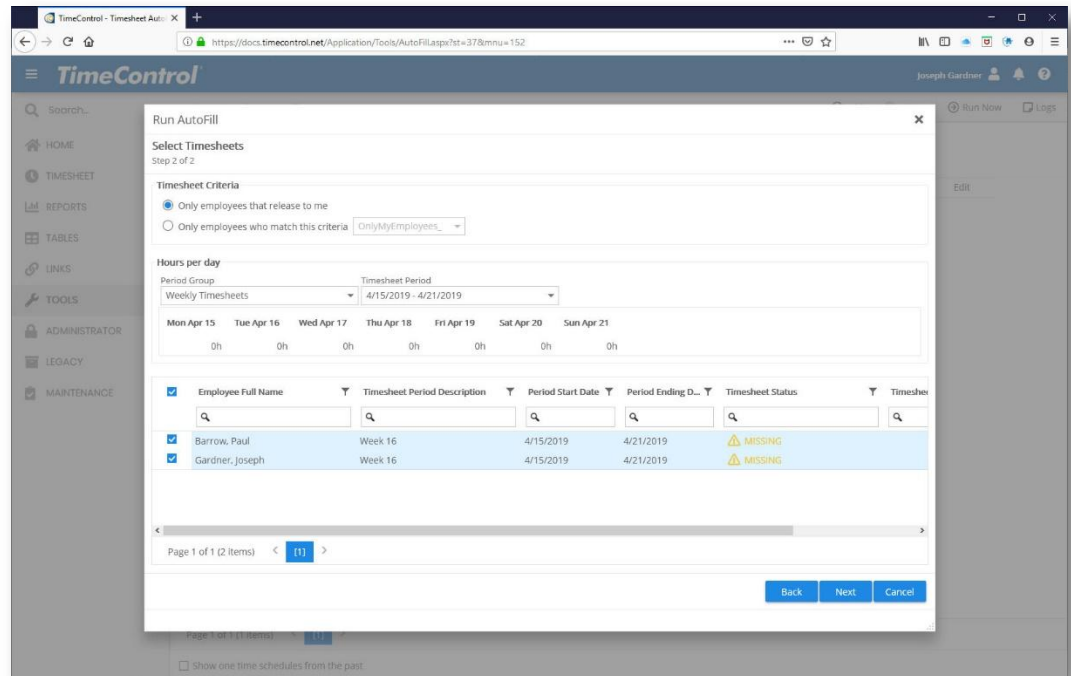 TimeControl - Timesheet Auto
https://docs.timecontrol.net/Application/Tools/AutoFill.aspx?st=37&mnu=152
TimeControl
Joseph Gardner
Search...
Run Now Logs
HOME
TIMESHEET
REPORTS
TABLES
LINKS
TOOLS
ADMINISTRATOR
LEGACY
MAINTENANCE
Edit
Run AutoFill
Select Timesheets
Step 2 of 2
Timesheet Criteria
Only employees that release to me
Only employees who match this criteria OnlyMyEmployees_
Hours per day
Period Group Timesheet Period
Weekly Timesheets 4/15/2019 - 4/21/2019
Mon Apr 15 Tue Apr 16 Wed Apr 17 Thu Apr 18 Fri Apr 19 Sat Apr 20 Sun Apr 21
0h 0h 0h 0h 0h 0h 0h
Employee Full Name Timesheet Period Description Period Start Date Period Ending D... Timesheet Status Timeshee
Barrow, Paul Week 16 4/15/2019 4/21/2019 MISSING
Gardner, Joseph Week 16 4/15/2019 4/21/2019 MISSING
Page 1 of 1 (2 items) [1]
Back Next Cancel
Page 1 of 1 (1 items) [1]
Show one time schedules from the past